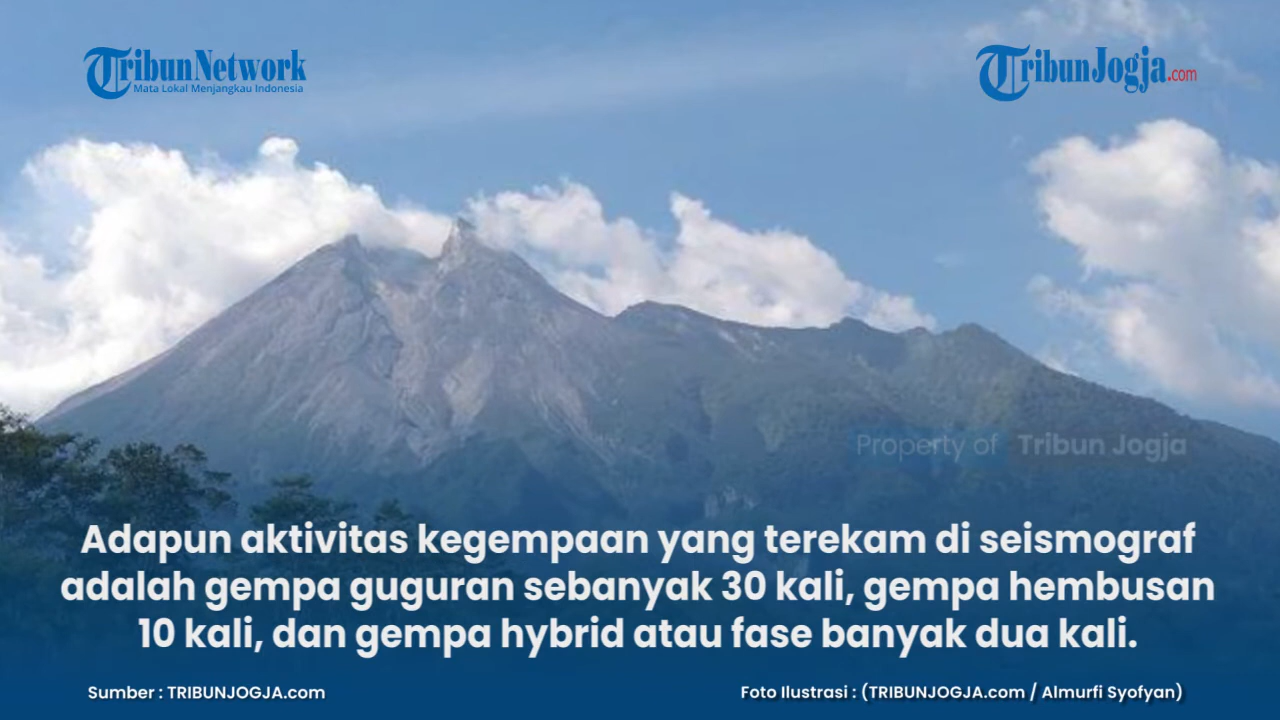 TribunNetwork
Mata Lokal Menjangkau Indonesia
TribunJogja.com
Property of Tribun Jogja
Adapun aktivitas kegempaan yang terekam di seismograf
adalah gempa guguran sebanyak 30 kali, gempa hembusan
10 kali, dan gempa hybrid atau fase banyak dua kali.
Sumber : TRIBUNJOGJA.com
Foto Ilustrasi : (TRIBUNJOGJA.com / Almurfi Syofyan)